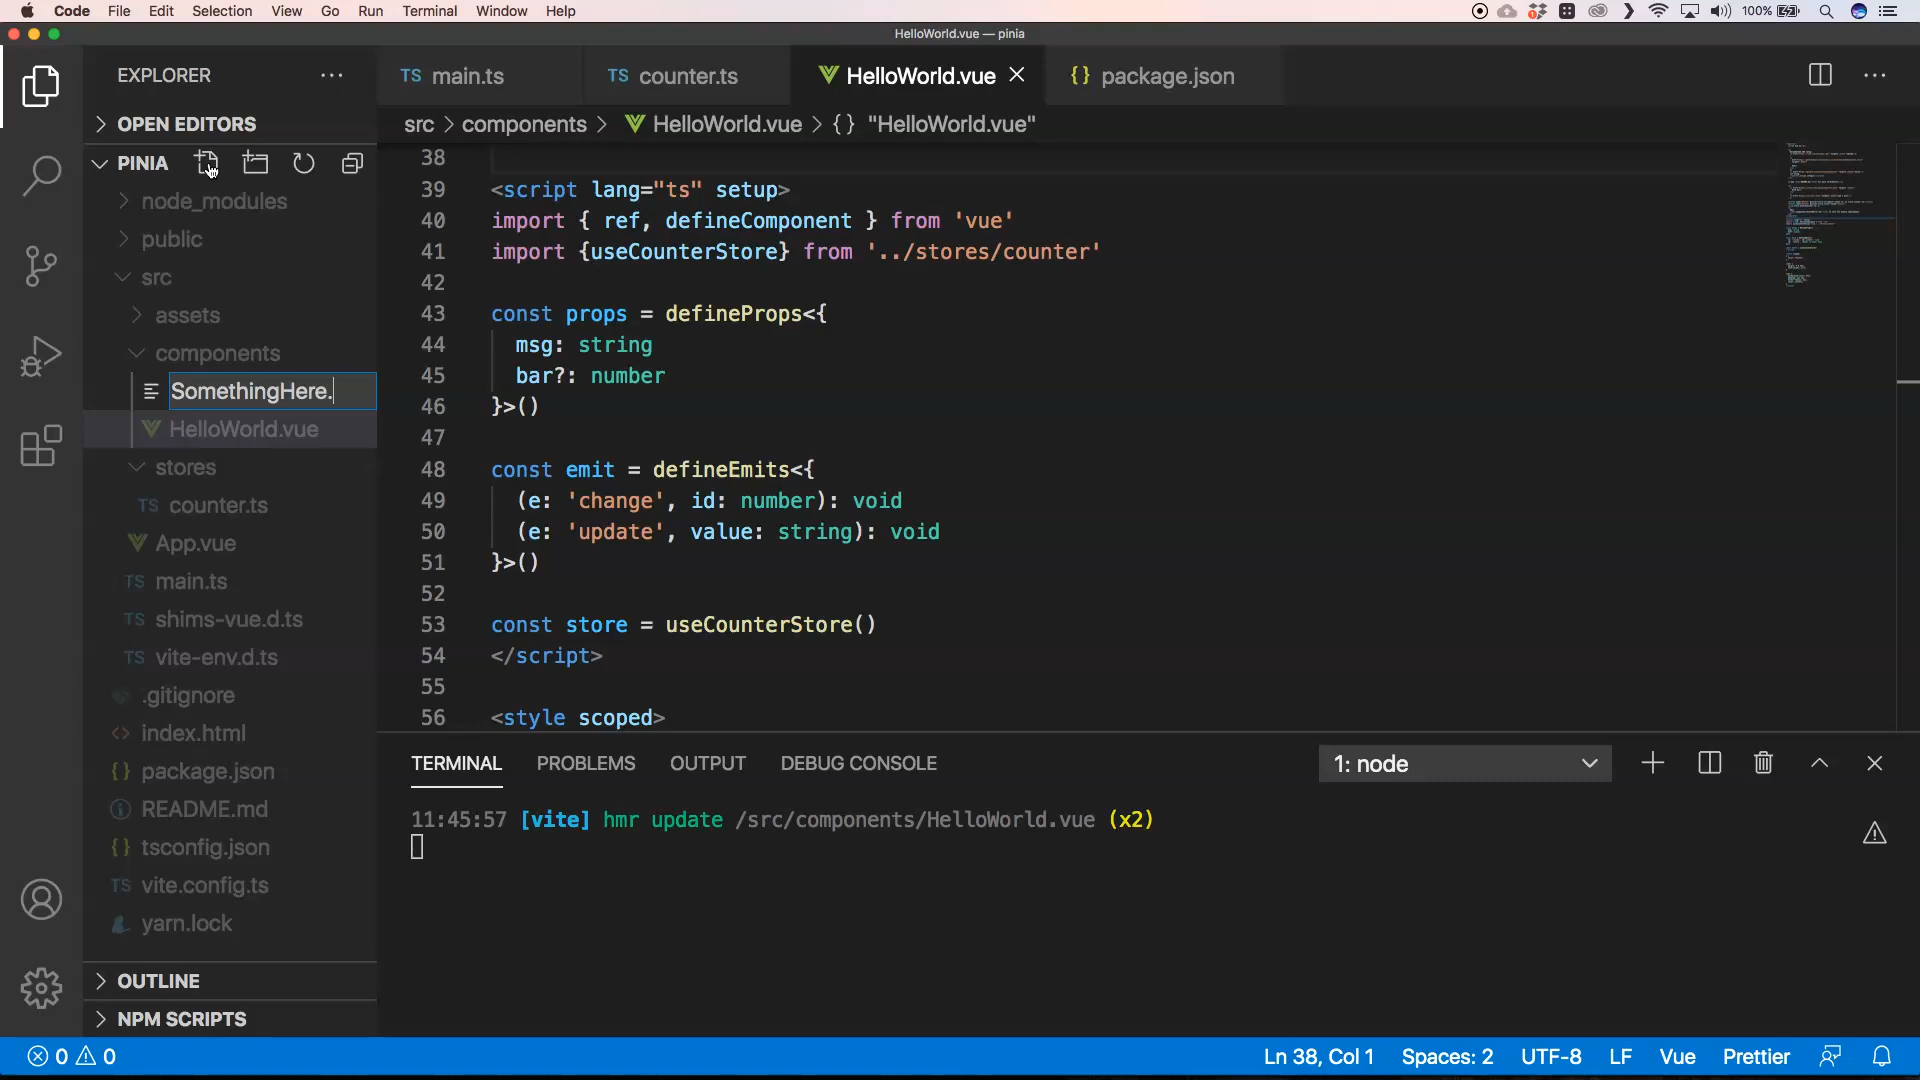 Code File Edit Selection View Go Run Terminal Window Help 100%
HelloWorld.vue — pinia
EXPLORER
TS main.ts TS counter.ts HelloWorld.vue {} package.json
OPEN EDITORS
src > components > HelloWorld.vue > {} "HelloWorld.vue"
PINIA
node_modules
public
src
assets
components
SomethingHere.
HelloWorld.vue
stores
TS counter.ts
App.vue
TS main.ts
TS shims-vue.d.ts
TS vite-env.d.ts
.gitignore
<> index.html
{} package.json
README.md
{} tsconfig.json
TS vite.config.ts
yarn.lock
OUTLINE
NPM SCRIPTS
38
39 <script lang="ts" setup>
40 import { ref, defineComponent } from 'vue'
41 import {useCounterStore} from '../stores/counter'
42
43 const props = defineProps<{
44 msg: string
45 bar?: number
46 }>()
47
48 const emit = defineEmits<{
49 (e: 'change', id: number): void
50 (e: 'update', value: string): void
51 }>()
52
53 const store = useCounterStore()
54 </script>
55
56 <style scoped>
TERMINAL PROBLEMS OUTPUT DEBUG CONSOLE 1: node
11:45:57 [vite] hmr update /src/components/HelloWorld.vue (x2)
0 0 Ln 38, Col 1 Spaces: 2 UTF-8 LF Vue Prettier